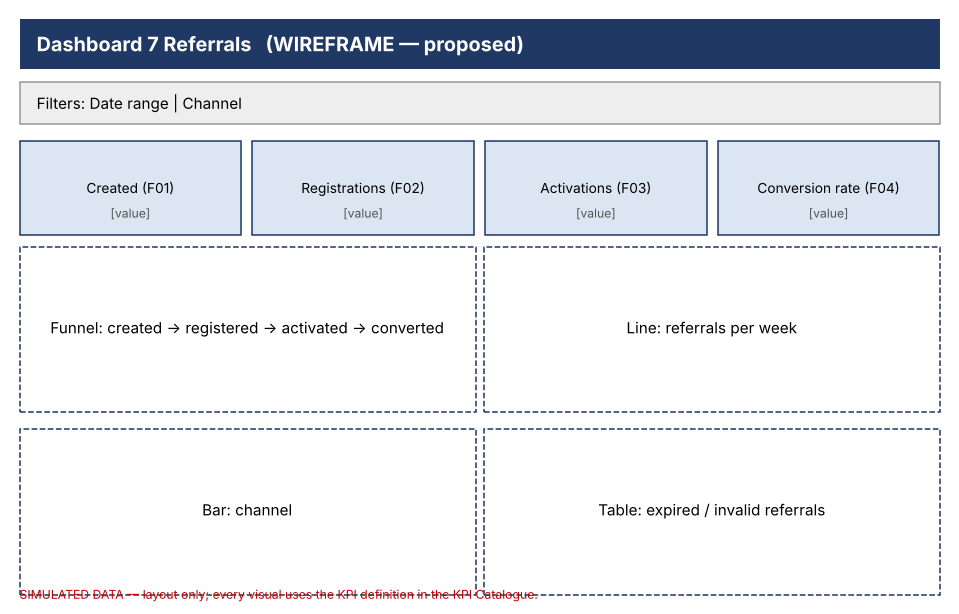 Dashboard 7 Referrals (WIREFRAME — proposed)
Filters: Date range | Channel
Created (F01)
[value]
Registrations (F02)
[value]
Activations (F03)
[value]
Conversion rate (F04)
[value]
Funnel: created → registered → activated → converted
Line: referrals per week
Bar: channel
Table: expired / invalid referrals
SIMULATED DATA — layout only; every visual uses the KPI definition in the KPI Catalogue.